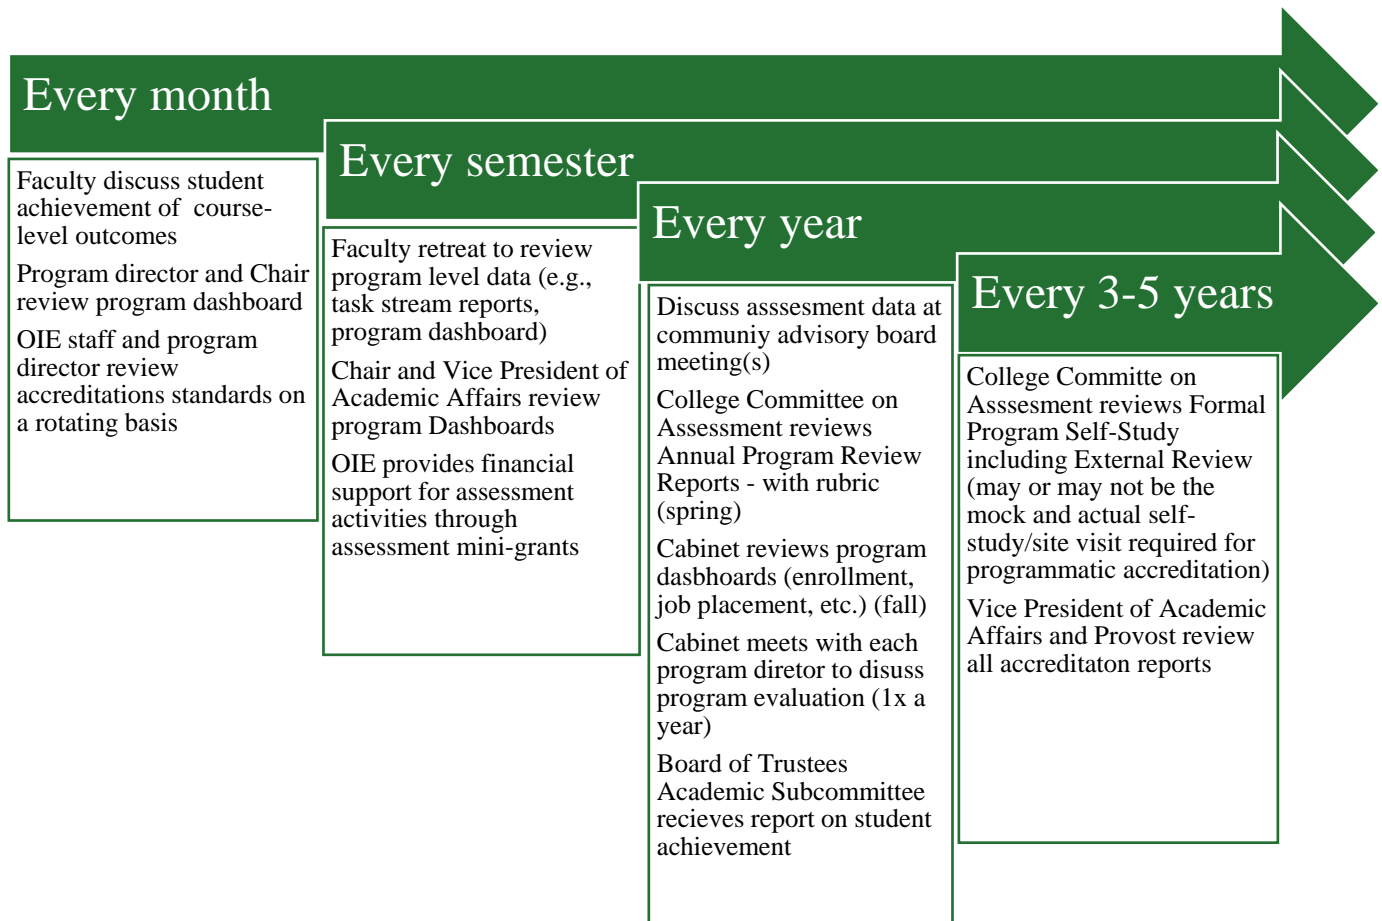 Every month
Faculty discuss student
achievement of  course-
level outcomes
Program director and Chair
review program dashboard
OIE staff and program
director review
accreditations standards on
a rotating basis
Every semester
Faculty retreat to review
program level data (e.g.,
task stream reports,
program dashboard)
Chair and Vice President of
Academic Affairs review
program Dashboards
OIE provides financial
support for assessment
activities through
assessment mini-grants
Every year
Discuss asssesment data at
communiy advisory board
meeting(s)
College Committee on
Assessment reviews
Annual Program Review
Reports - with rubric
(spring)
Cabinet reviews program
dasbhoards (enrollment,
job placement, etc.) (fall)
Cabinet meets with each
program diretor to disuss
program evaluation (1x a
year)
Board of Trustees
Academic Subcommittee
recieves report on student
achievement
Every 3-5 years
College Committe on
Asssesment reviews Formal
Program Self-Study
including External Review
(may or may not be the
mock and actual self-
study/site visit required for
programmatic accreditation)
Vice President of Academic
Affairs and Provost review
all accreditaton reports